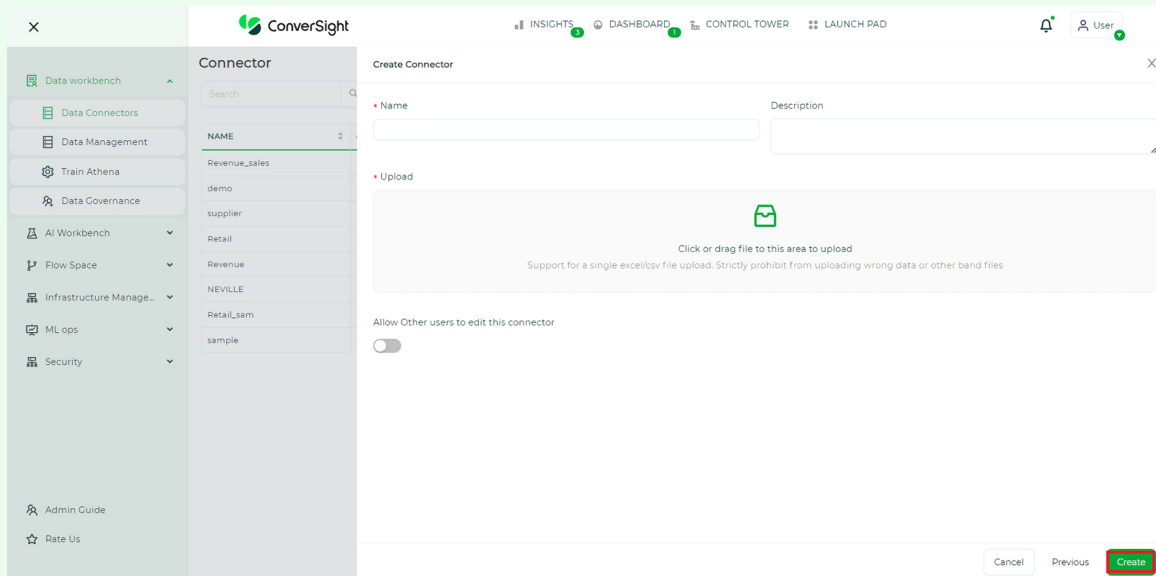 ConverSight
INSIGHTS
3
DASHBOARD
1
CONTROL TOWER
LAUNCH PAD
User
Data workbench
Data Connectors
Data Management
Train Athena
Data Governance
AI Workbench
Flow Space
Infrastructure Manage...
ML ops
Security
Admin Guide
Rate Us
Connector
Search
NAME
Revenue_sales
demo
supplier
Retail
Revenue
NEVILLE
Retail_sam
sample
Create Connector
* Name
Description
* Upload
Click or drag file to this area to upload
Support for a single excel/csv file upload. Strictly prohibit from uploading wrong data or other band files
Allow Other users to edit this connector
Cancel
Previous
Create